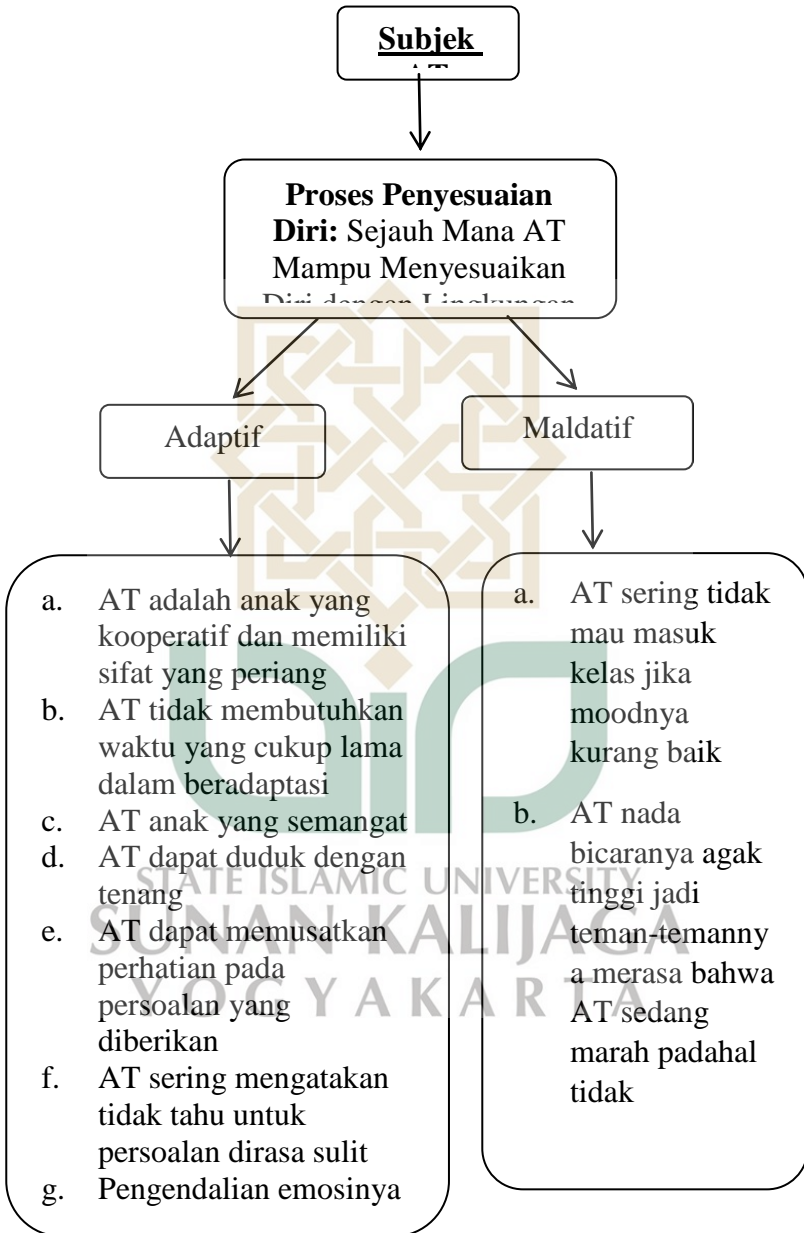 Subjek
AT
Proses Penyesuaian
Diri: Sejauh Mana AT
Mampu Menyesuaikan
Diri dengan Lingkungan
Adaptif
Maldatif
a. AT adalah anak yang
kooperatif dan memiliki
sifat yang periang
b. AT tidak membutuhkan
waktu yang cukup lama
dalam beradaptasi
c. AT anak yang semangat
d. AT dapat duduk dengan
tenang
e. AT dapat memusatkan
perhatian pada
persoalan yang
diberikan
f. AT sering mengatakan
tidak tahu untuk
persoalan dirasa sulit
g. Pengendalian emosinya
a. AT sering tidak
mau masuk
kelas jika
moodnya
kurang baik
b. AT nada
bicaranya agak
tinggi jadi
teman-temanny
a merasa bahwa
AT sedang
marah padahal
tidak
STATE ISLAMIC UNIVERSITY
SUNAN KALIJAGA
YOGYAKARTA